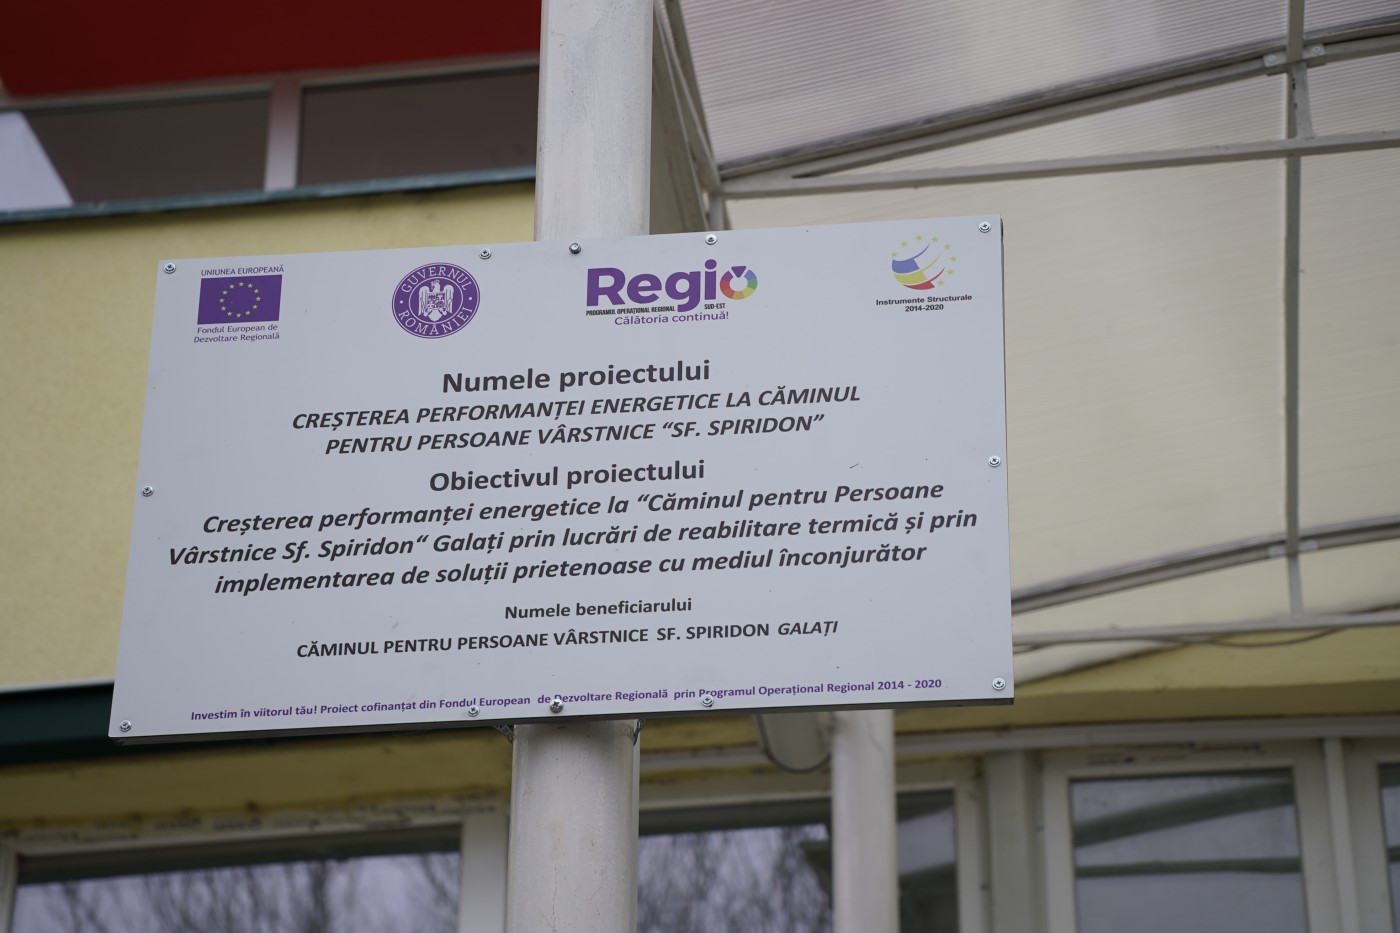 UNIUNEA EUROPEANĂ
Fondul European de
Dezvoltare Regională
GUVERNUL
ROMÂNIEI
Regio
PROGRAMUL OPERAȚIONAL REGIONAL SUD-EST
Călătoria continuă!
Instrumente Structurale
2014-2020
Numele proiectului
CREȘTEREA PERFORMANȚEI ENERGETICE LA CĂMINUL
PENTRU PERSOANE VÂRSTNICE “SF. SPIRIDON”
Obiectivul proiectului
Creșterea performanței energetice la “Căminul pentru Persoane
Vârstnice Sf. Spiridon“ Galați prin lucrări de reabilitare termică și prin
implementarea de soluții prietenoase cu mediul înconjurător
Numele beneficiarului
CĂMINUL PENTRU PERSOANE VÂRSTNICE SF. SPIRIDON GALAȚI
Investim în viitorul tău! Proiect cofinanțat din Fondul European de Dezvoltare Regională prin Programul Operațional Regional 2014 - 2020